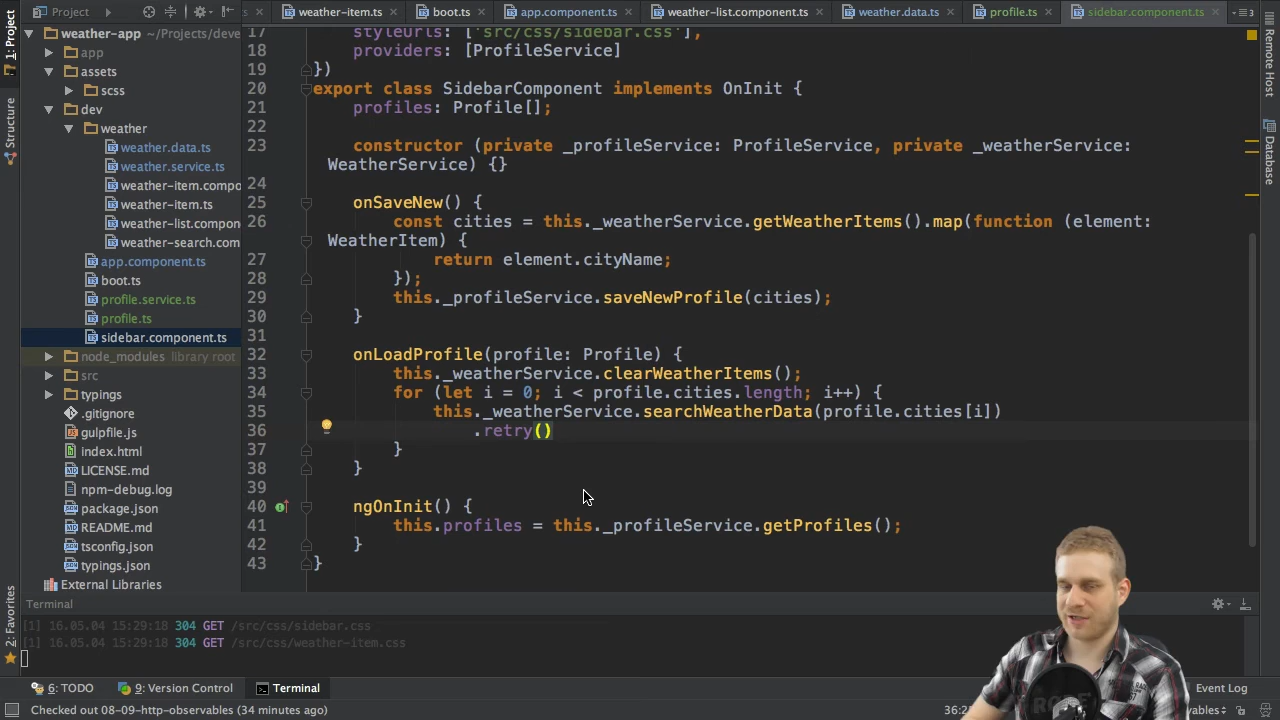 Project
weather-item.ts
boot.ts
app.component.ts
weather-list.component.ts
weather.data.ts
profile.ts
sidebar.component.ts
3
1: Project
Structure
2: Favorites
Remote Host
Database
weather-app ~/Projects/deve
app
assets
scss
dev
weather
weather.data.ts
weather.service.ts
weather-item.compo
weather-item.ts
weather-list.compon
weather-search.com
app.component.ts
boot.ts
profile.service.ts
profile.ts
sidebar.component.ts
node_modules library root
src
typings
.gitignore
gulpfile.js
index.html
LICENSE.md
npm-debug.log
package.json
README.md
tsconfig.json
typings.json
External Libraries
17 styleUrls: ['src/css/sidebar.css'],
18 providers: [ProfileService]
19 })
20 export class SidebarComponent implements OnInit {
21 profiles: Profile[];
22
23 constructor (private _profileService: ProfileService, private _weatherService:
WeatherService) {}
24
25 onSaveNew() {
26 const cities = this._weatherService.getWeatherItems().map(function (element:
WeatherItem) {
27 return element.cityName;
28 });
29 this._profileService.saveNewProfile(cities);
30 }
31
32 onLoadProfile(profile: Profile) {
33 this._weatherService.clearWeatherItems();
34 for (let i = 0; i < profile.cities.length; i++) {
35 this._weatherService.searchWeatherData(profile.cities[i])
36 .retry()
37 }
38 }
39
40 ngOnInit() {
41 this.profiles = this._profileService.getProfiles();
42 }
43 }
Terminal
[1] 16.05.04 15:29:18 304 GET /src/css/sidebar.css
[1] 16.05.04 15:29:18 304 GET /src/css/weather-item.css
6: TODO
9: Version Control
Terminal
Event Log
Checked out 08-09-http-observables (34 minutes ago)